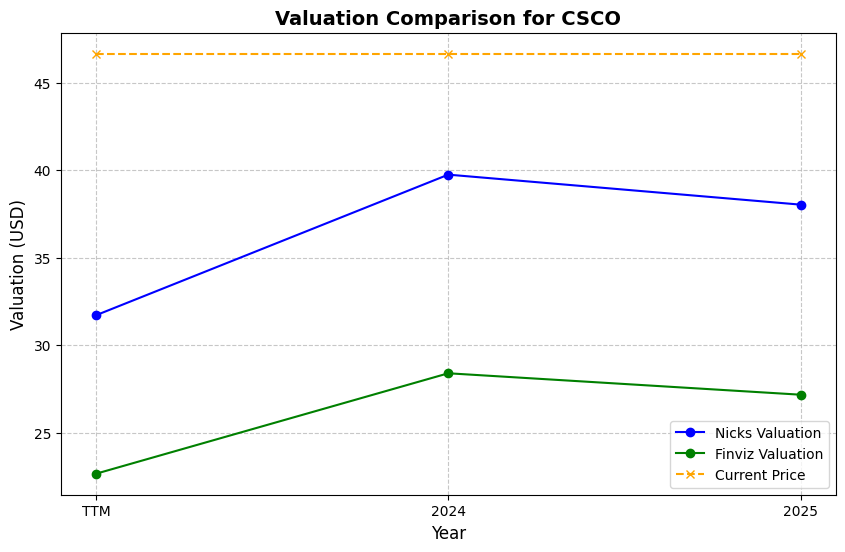 Valuation Comparison for CSCO
Valuation (USD)
45
40
35
30
25
TTM
2024
2025
Year
Nicks Valuation
Finviz Valuation
Current Price